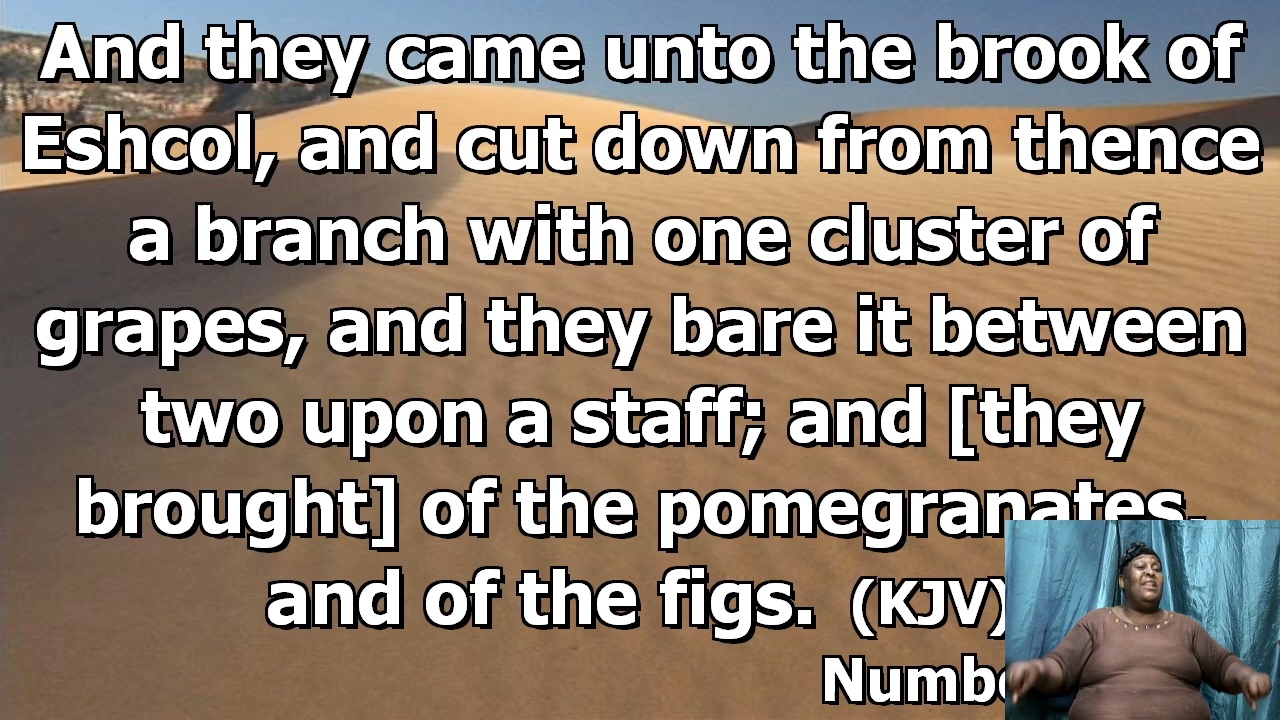 And they came unto the brook of
Eshcol, and cut down from thence
a branch with one cluster of
grapes, and they bare it between
two upon a staff; and [they
brought] of the pomegranates,
and of the figs. (KJV)